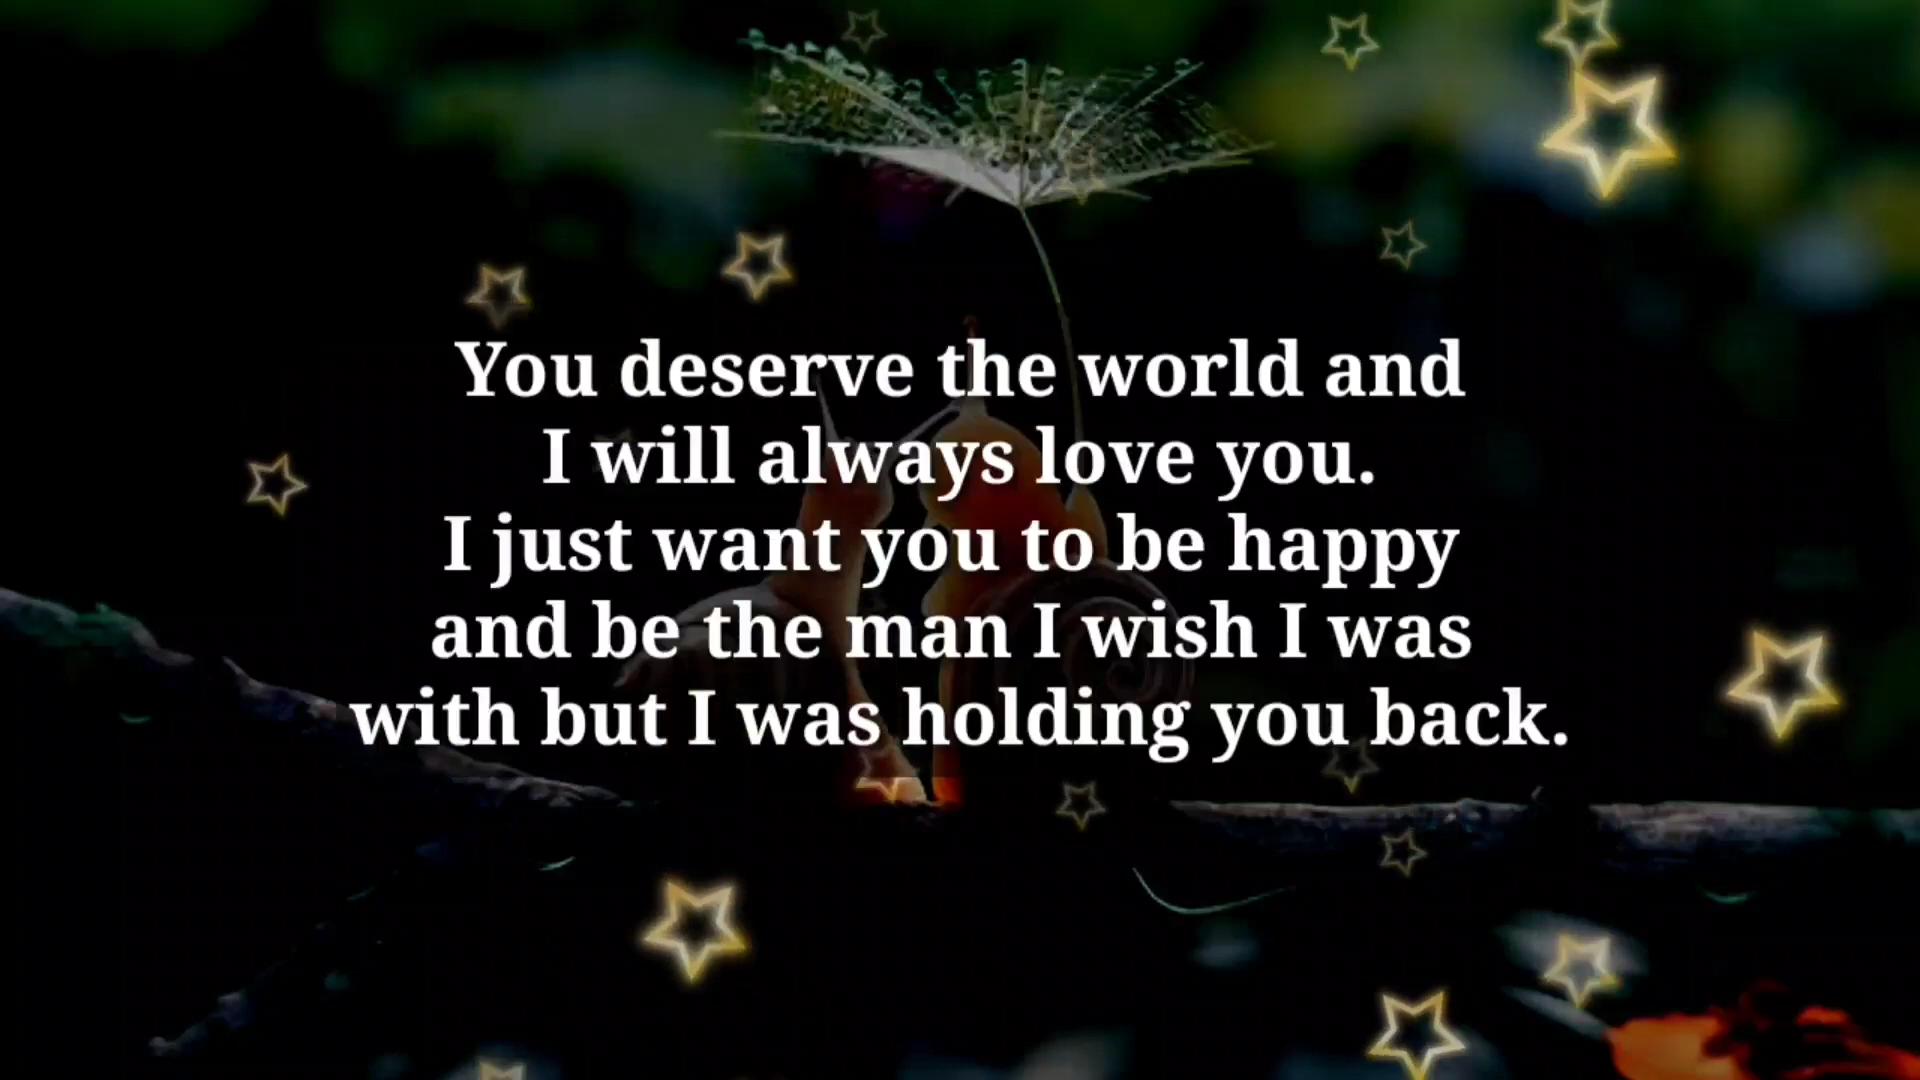 You deserve the world and
I will always love you.
I just want you to be happy
and be the man I wish I was
with but I was holding you back.